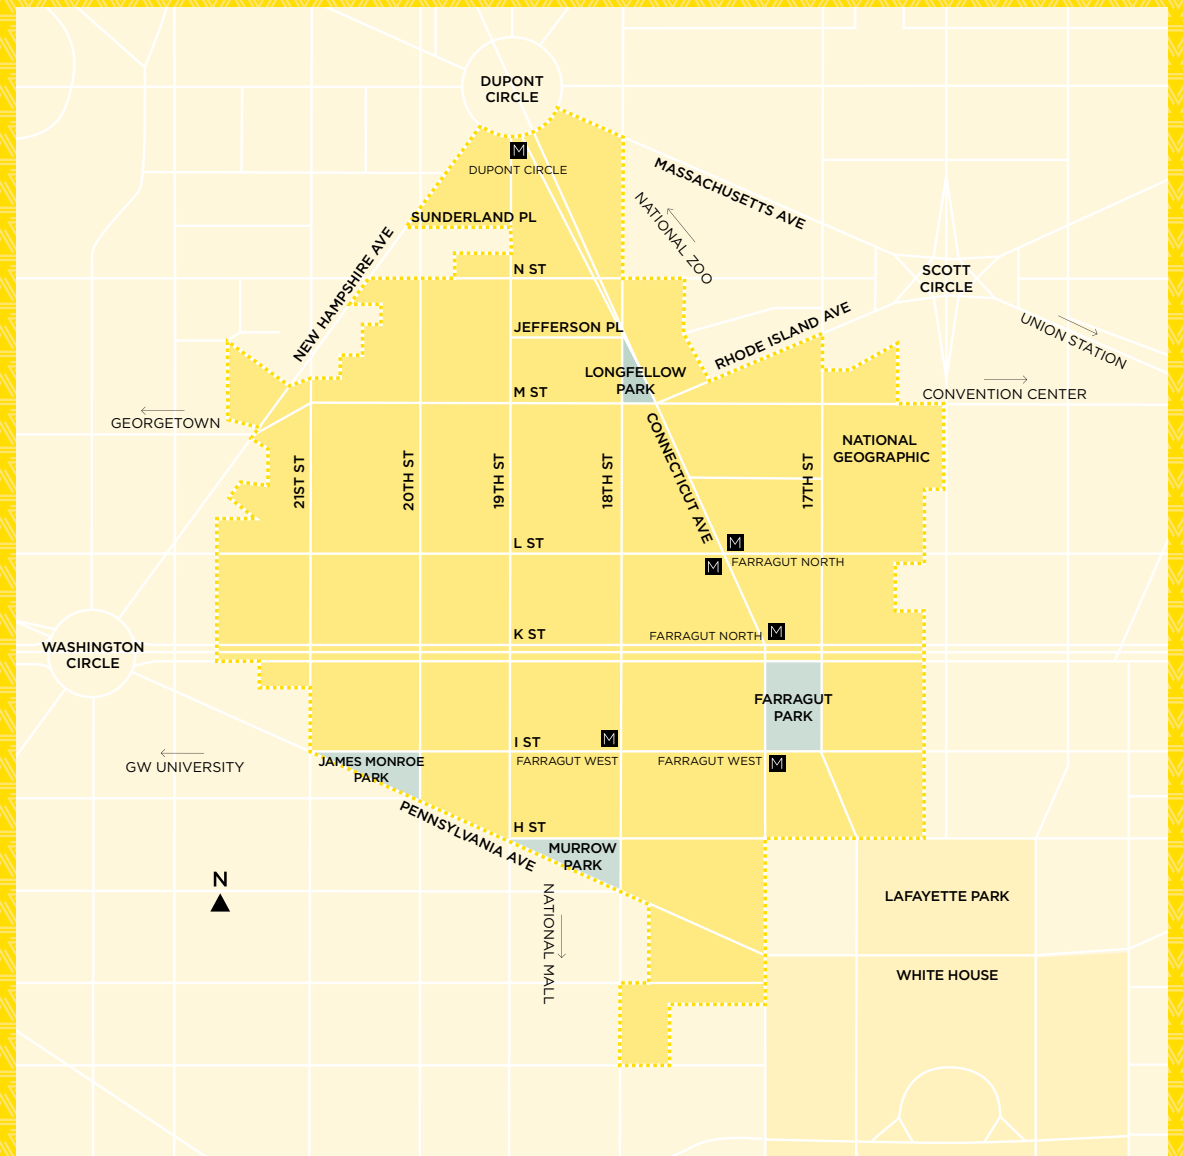 DUPONT
CIRCLE
M
DUPONT CIRCLE
MASSACHUSETTS AVE
NATIONAL ZOO
SUNDERLAND PL
NEW HAMPSHIRE AVE
N ST
SCOTT
CIRCLE
UNION STATION
JEFFERSON PL
RHODE ISLAND AVE
LONGFELLOW
PARK
M ST
CONVENTION CENTER
GEORGETOWN
CONNECTICUT AVE
NATIONAL
GEOGRAPHIC
21ST ST
20TH ST
19TH ST
18TH ST
17TH ST
L ST
M
M
FARRAGUT NORTH
K ST
FARRAGUT NORTH
M
WASHINGTON
CIRCLE
FARRAGUT
PARK
I ST
M
FARRAGUT WEST
FARRAGUT WEST
M
GW UNIVERSITY
JAMES MONROE
PARK
PENNSYLVANIA AVE
H ST
MURROW
PARK
N
NATIONAL MALL
LAFAYETTE PARK
WHITE HOUSE